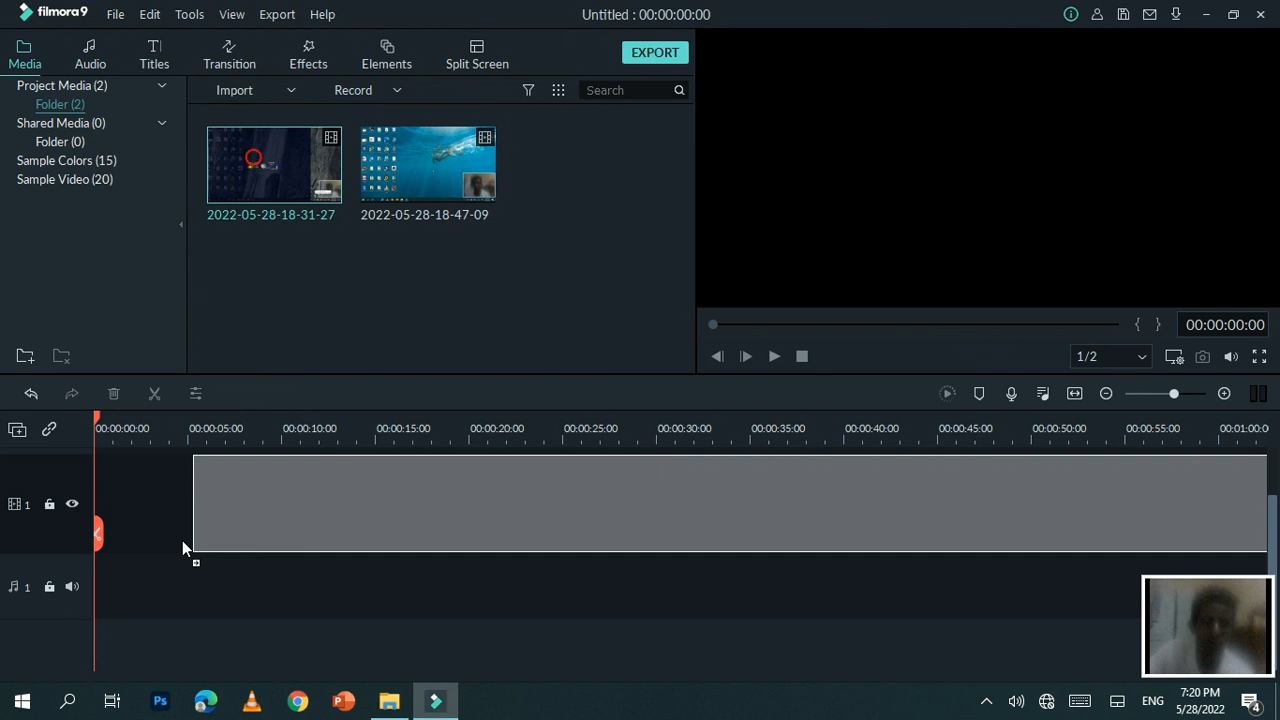 filmora9 File Edit Tools View Export Help Untitled : 00:00:00:00
Media Audio Titles Transition Effects Elements Split Screen EXPORT
Project Media (2)
Folder (2)
Shared Media (0)
Folder (0)
Sample Colors (15)
Sample Video (20)
Import Record Search
2022-05-28-18-31-27 2022-05-28-18-47-09
{ } 00:00:00:00
1/2
00:00:00:00 00:00:05:00 00:00:10:00 00:00:15:00 00:00:20:00 00:00:25:00 00:00:30:00 00:00:35:00 00:00:40:00 00:00:45:00 00:00:50:00 00:00:55:00 00:01:00:0
1
1
Ps ENG 7:20 PM
5/28/2022 4